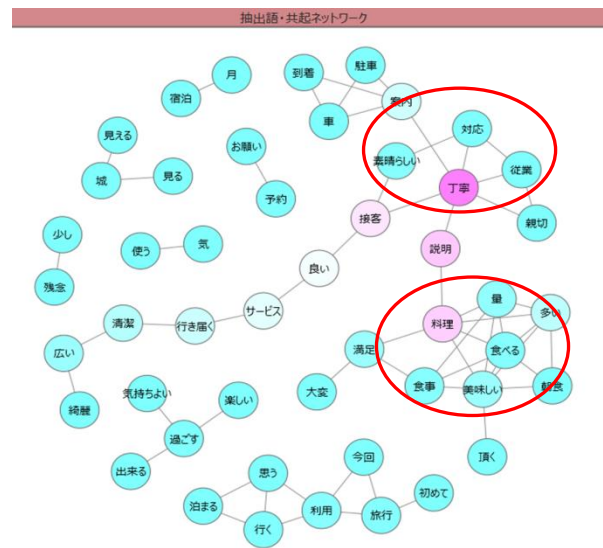 抽出語・共起ネットワーク
月
宿泊
到着
駐車
案内
車
見える
城
見る
お願い
予約
対応
素晴らしい
従業
丁寧
親切
接客
説明
少し
残念
使う
気
良い
サービス
行き届く
清潔
広い
綺麗
量
多い
料理
食べる
満足
食事
美味しい
朝食
大変
頂く
気持ちよい
楽しい
過ごす
出来る
思う
今回
泊まる
利用
初めて
行く
旅行